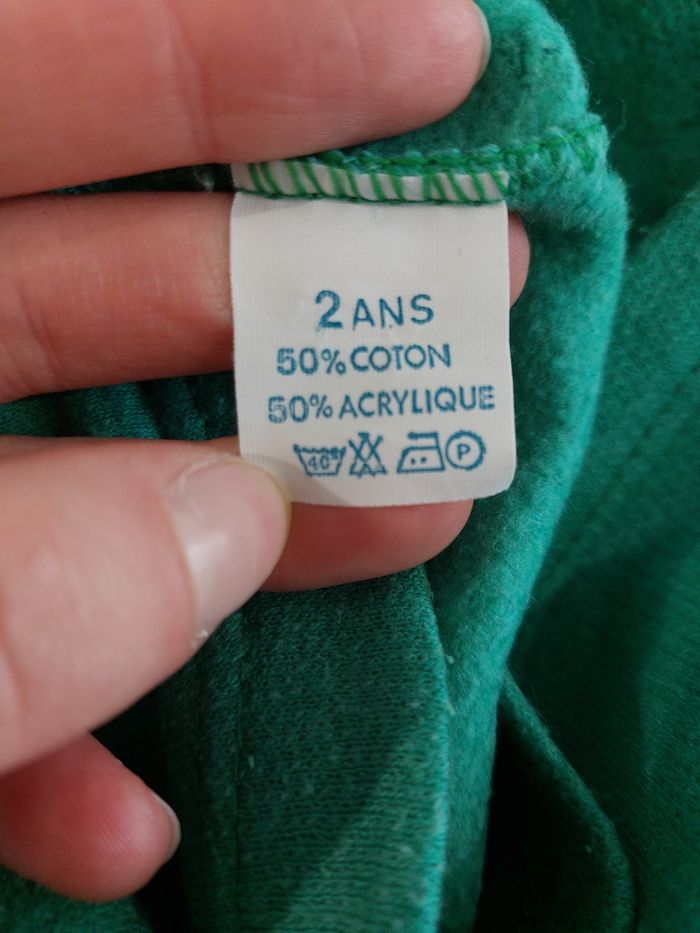 2 ANS
50% COTON
50% ACRYLIQUE
40° P